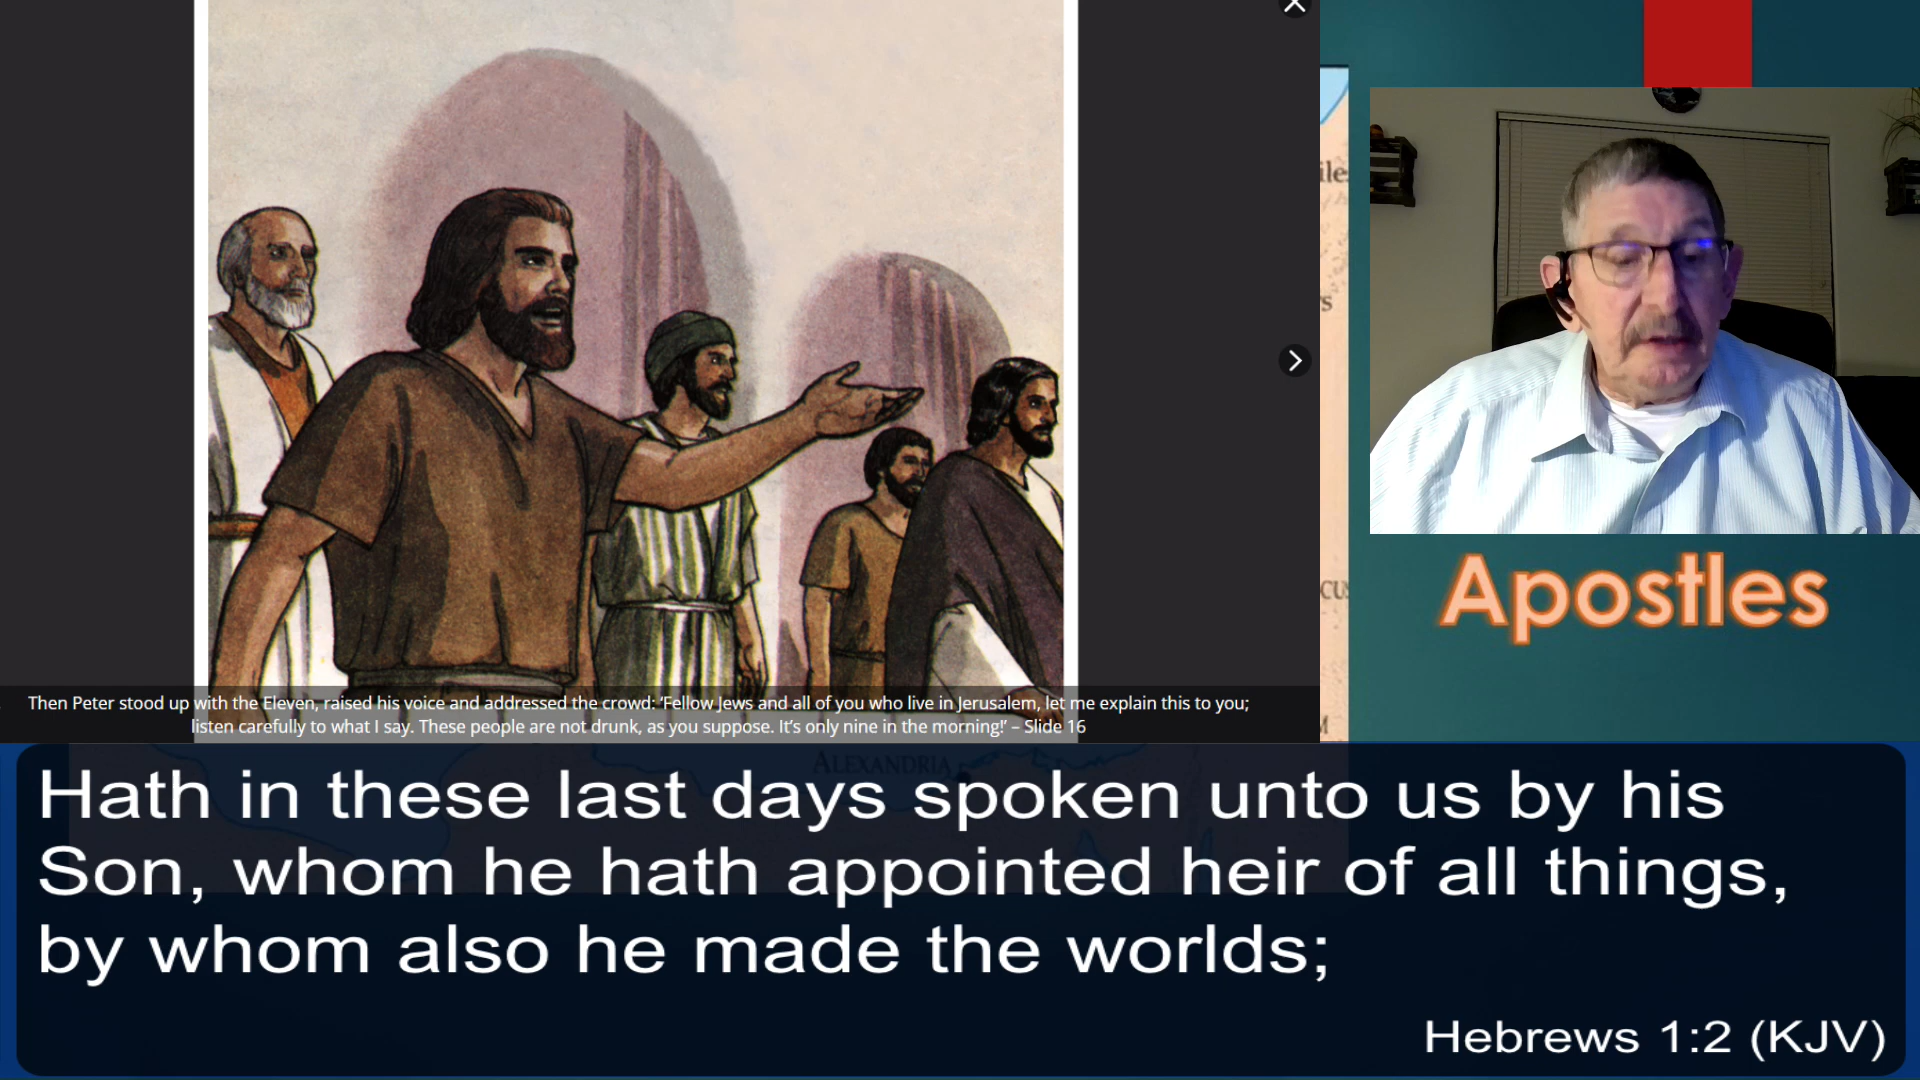 Then Peter stood up with the Eleven, raised his voice and addressed the crowd: ‘Fellow Jews and all of you who live in Jerusalem, let me explain this to you;
listen carefully to what I say. These people are not drunk, as you suppose. It’s only nine in the morning!’ – Slide 16
Apostles
ALEXANDRIA
Hath in these last days spoken unto us by his
Son, whom he hath appointed heir of all things,
by whom also he made the worlds;
Hebrews 1:2 (KJV)